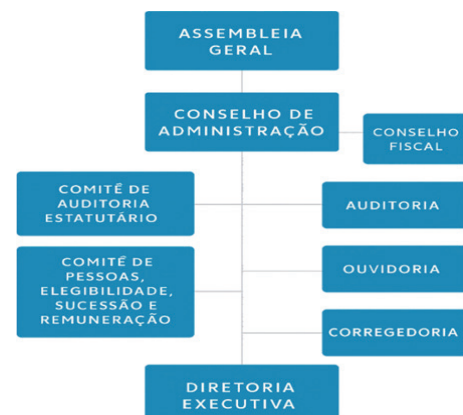 ASSEMBLEIA
GERAL
CONSELHO DE
ADMINISTRAÇÃO
CONSELHO
FISCAL
COMITÊ DE
AUDITORIA
ESTATUTÁRIO
AUDITORIA
COMITÊ DE
PESSOAS,
ELEGIBILIDADE,
SUCESSÃO E
REMUNERAÇÃO
OUVIDORIA
CORREGEDORIA
DIRETORIA
EXECUTIVA